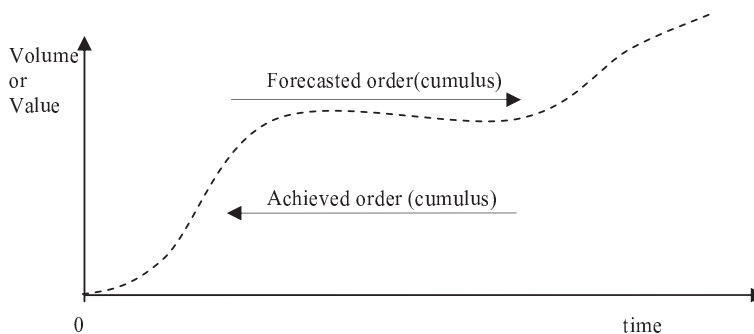 Volume
or
Value
Forecasted order(cumulus)
Achieved order (cumulus)
0
time